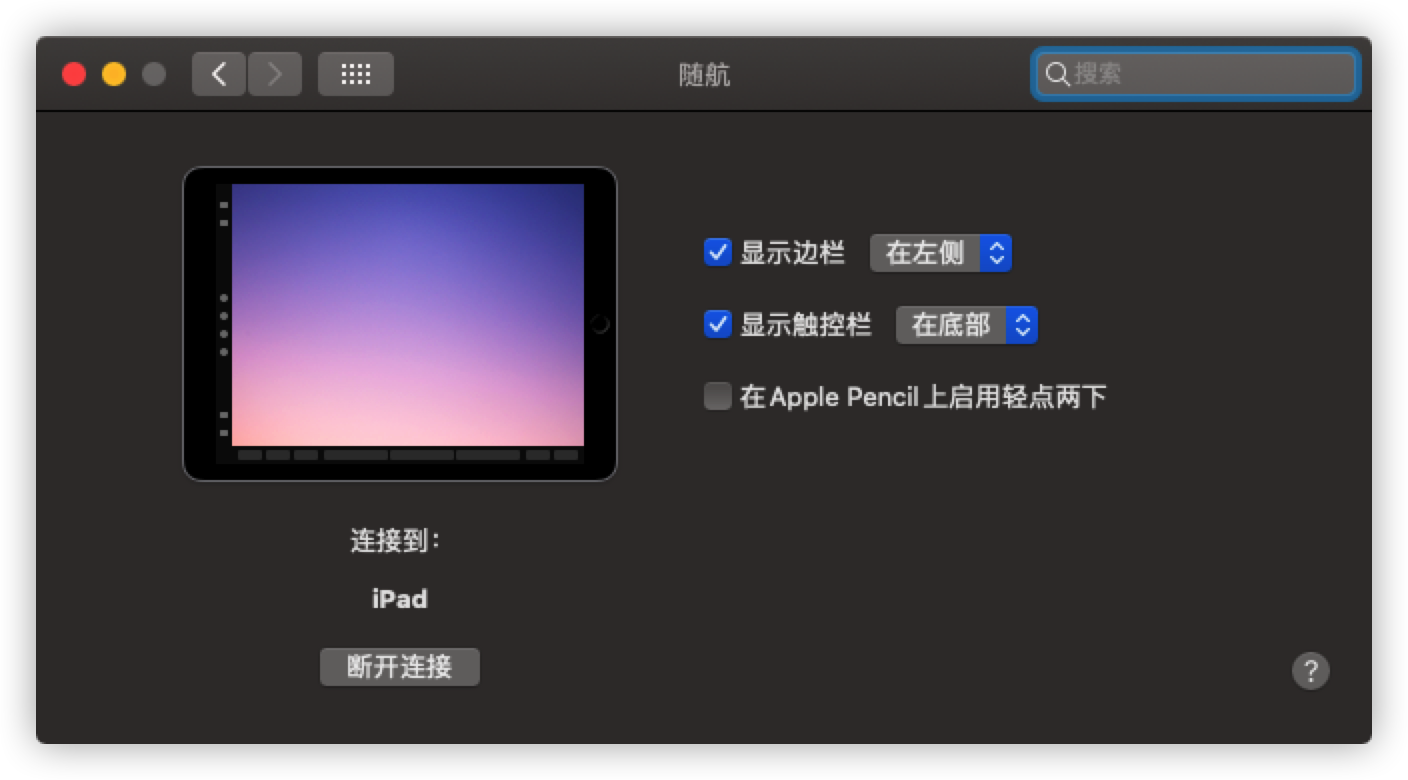 随航
搜索
显示边栏 在左侧
显示触控栏 在底部
在Apple Pencil上启用轻点两下
连接到：
iPad
断开连接
?